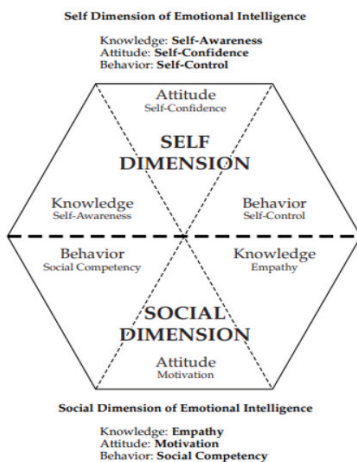 Self Dimension of Emotional Intelligence
Knowledge: Self-Awareness
Attitude: Self-Confidence
Behavior: Self-Control
Attitude
Self-Confidence
SELF
DIMENSION
Knowledge
Self-Awareness
Behavior
Self-Control
Behavior
Social Competency
Knowledge
Empathy
SOCIAL
DIMENSION
Attitude
Motivation
Social Dimension of Emotional Intelligence
Knowledge: Empathy
Attitude: Motivation
Behavior: Social Competency